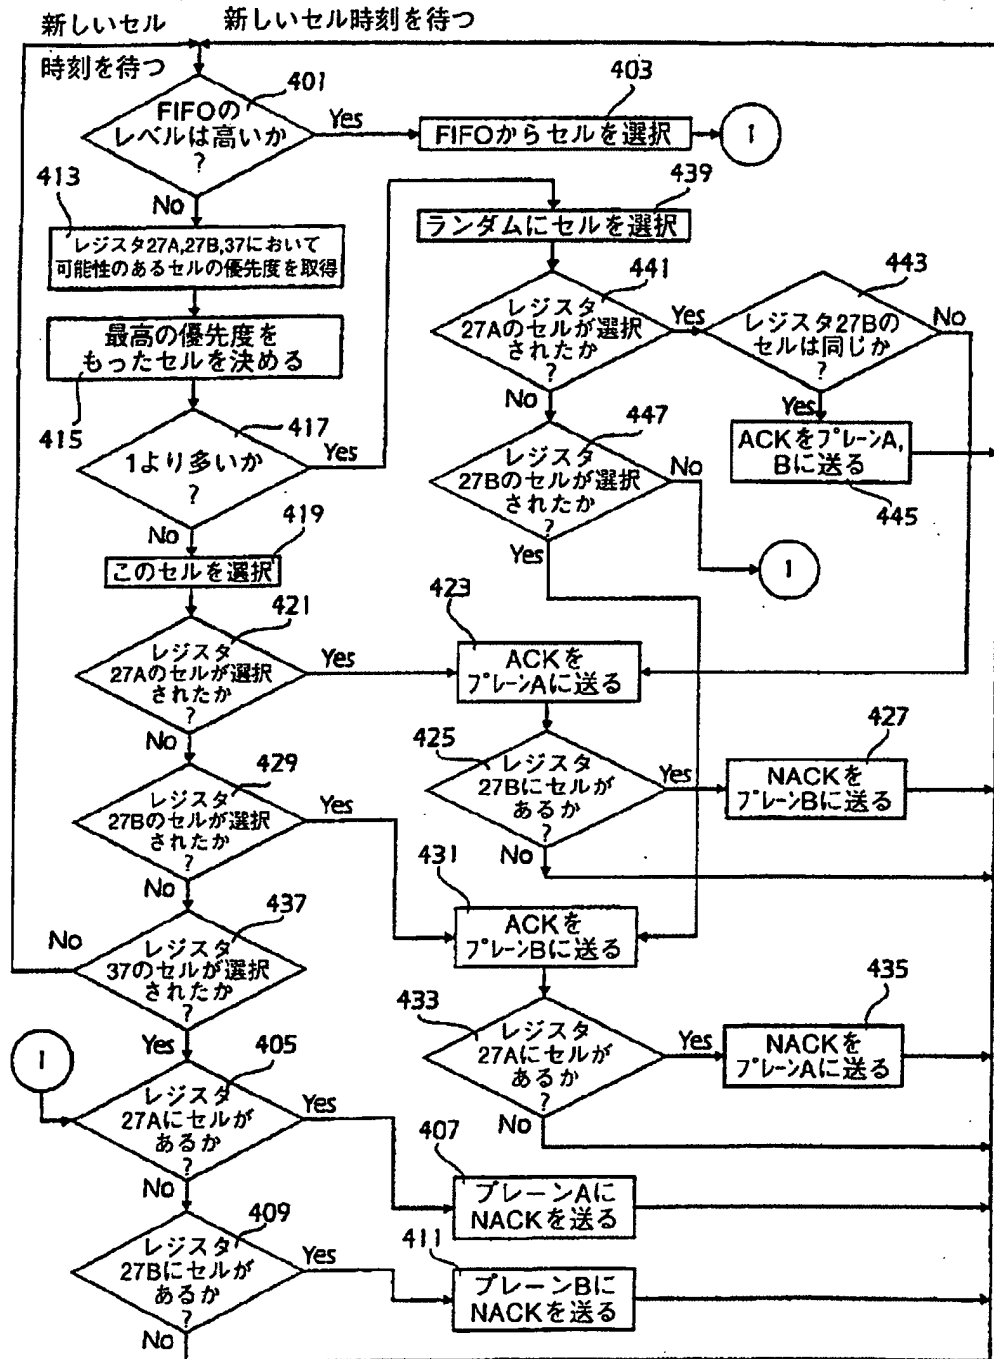 新しいセル
時刻を待つ
新しいセル時刻を待つ
401
FIFOの
レベルは高いか
?
Yes
No
403
FIFOからセルを選択
1
413
レジスタ27A,27B,37において
可能性のあるセルの優先度を取得
最高の優先度を
もったセルを決める
415
417
1より多いか
?
Yes
No
439
ランダムにセルを選択
441
レジスタ
27Aのセルが選択
されたか
?
Yes
No
443
レジスタ27Bの
セルは同じか
?
No
Yes
ACKをプレーンA,
Bに送る
445
447
レジスタ
27Bのセルが選択
されたか
?
No
Yes
1
419
このセルを選択
421
レジスタ
27Aのセルが選択
されたか
?
Yes
No
423
ACKを
プレーンAに送る
425
レジスタ
27Bにセルが
あるか
?
Yes
No
427
NACKを
プレーンBに送る
429
レジスタ
27Bのセルが選択
されたか
?
Yes
No
431
ACKを
プレーンBに送る
433
レジスタ
27Aにセルが
あるか
?
Yes
No
435
NACKを
プレーンAに送る
437
レジスタ
37のセルが選択
されたか
?
No
Yes
1
405
レジスタ
27Aにセルが
あるか
?
Yes
No
407
プレーンAに
NACKを送る
409
レジスタ
27Bにセルが
あるか
?
Yes
No
411
プレーンBに
NACKを送る